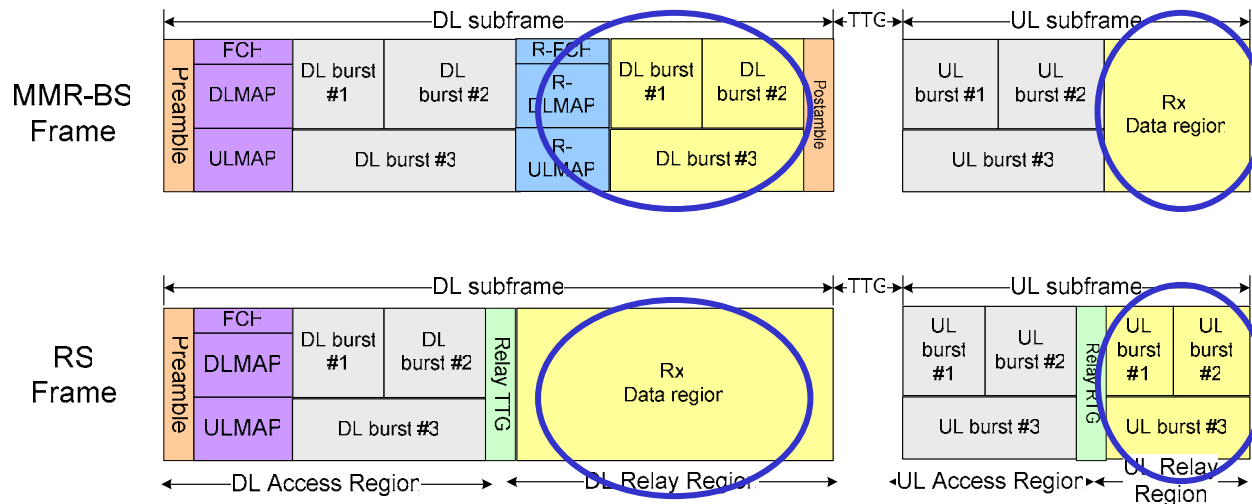 DL subframe
TTG
UL subframe
MMR-BS
Frame
Preamble
FCH
DLMAP
ULMAP
DL burst
#1
DL
burst #2
DL burst #3
R-FCH
R-
DLMAP
R-
ULMAP
DL burst
#1
DL
burst #2
DL burst #3
Postamble
UL
burst #1
UL
burst #2
UL burst #3
Rx
Data region
DL subframe
TTG
UL subframe
RS
Frame
Preamble
FCH
DLMAP
ULMAP
DL burst
#1
DL
burst #2
DL burst #3
Relay TTG
Rx
Data region
UL
burst
#1
UL
burst #2
UL burst #3
Relay RTG
UL
burst
#1
UL
burst
#2
UL burst #3
DL Access Region
DL Relay Region
UL Access Region
UL Relay
Region